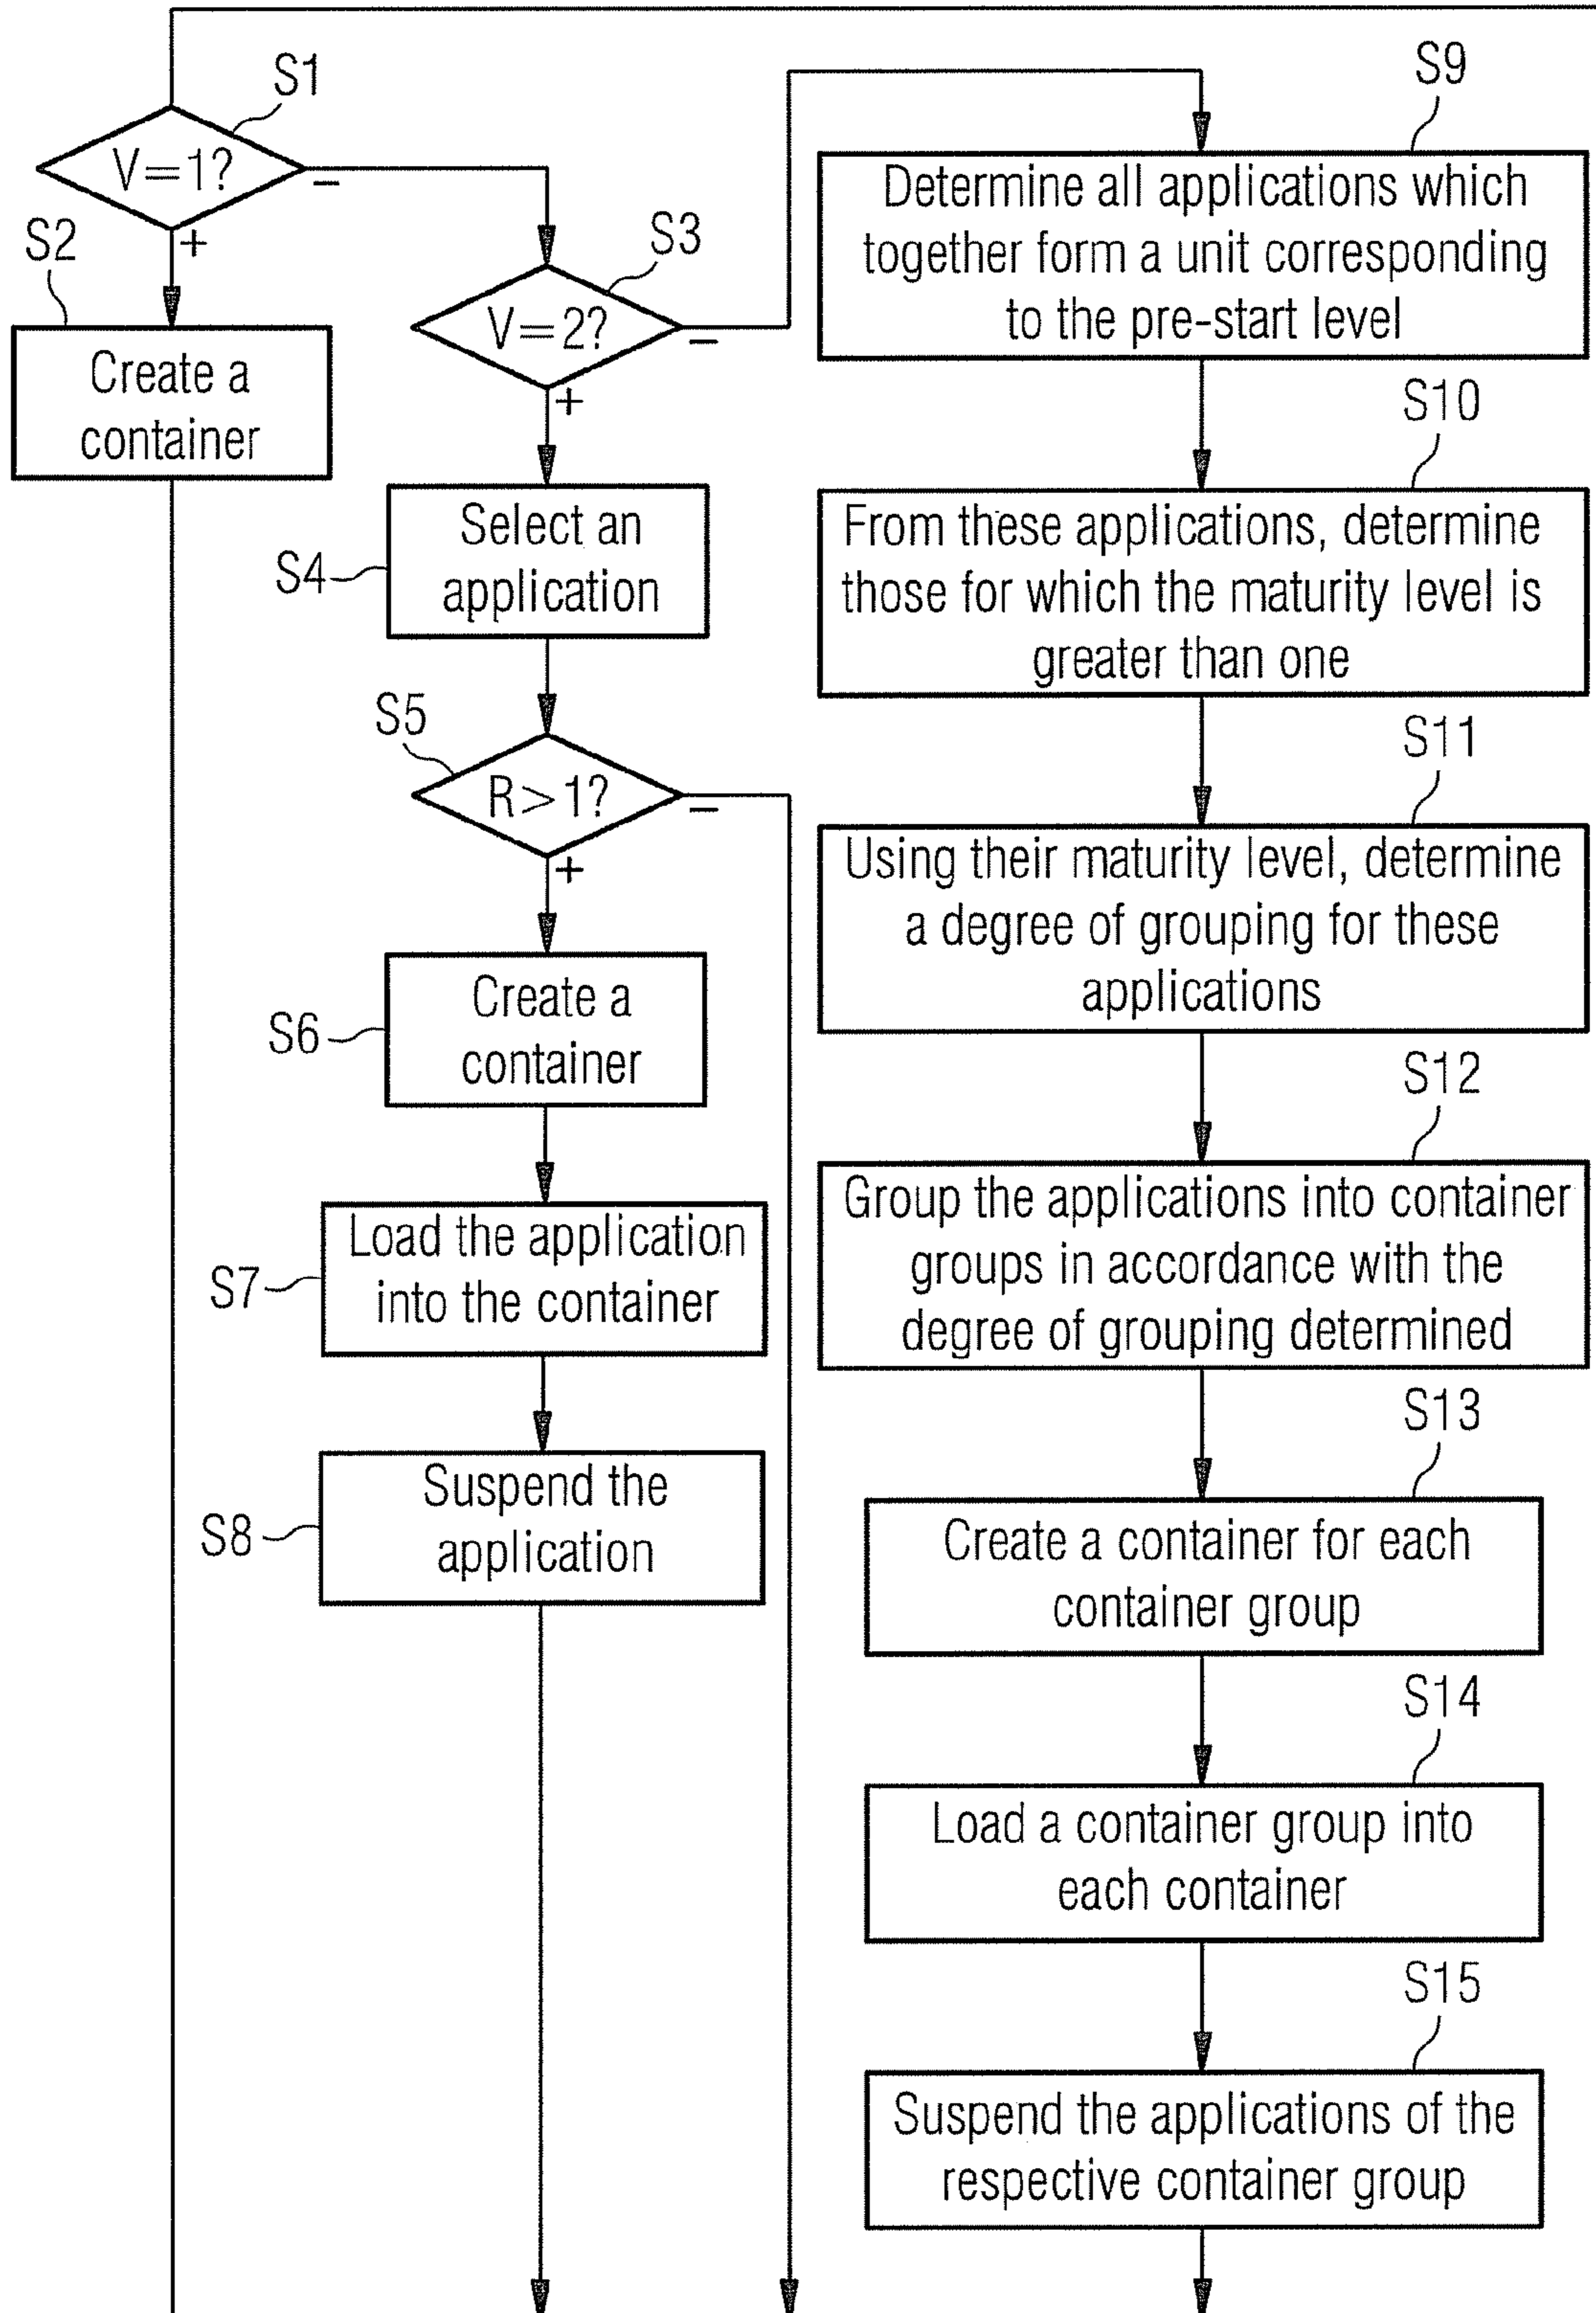 S1
V=1?
–
+
S2
Create a
container
S3
V=2?
–
+
S4
Select an
application
S5
R>1?
–
+
S6
Create a
container
S7
Load the application
into the container
S8
Suspend the
application
S9
Determine all applications which
together form a unit corresponding
to the pre-start level
S10
From these applications, determine
those for which the maturity level is
greater than one
S11
Using their maturity level, determine
a degree of grouping for these
applications
S12
Group the applications into container
groups in accordance with the
degree of grouping determined
S13
Create a container for each
container group
S14
Load a container group into
each container
S15
Suspend the applications of the
respective container group